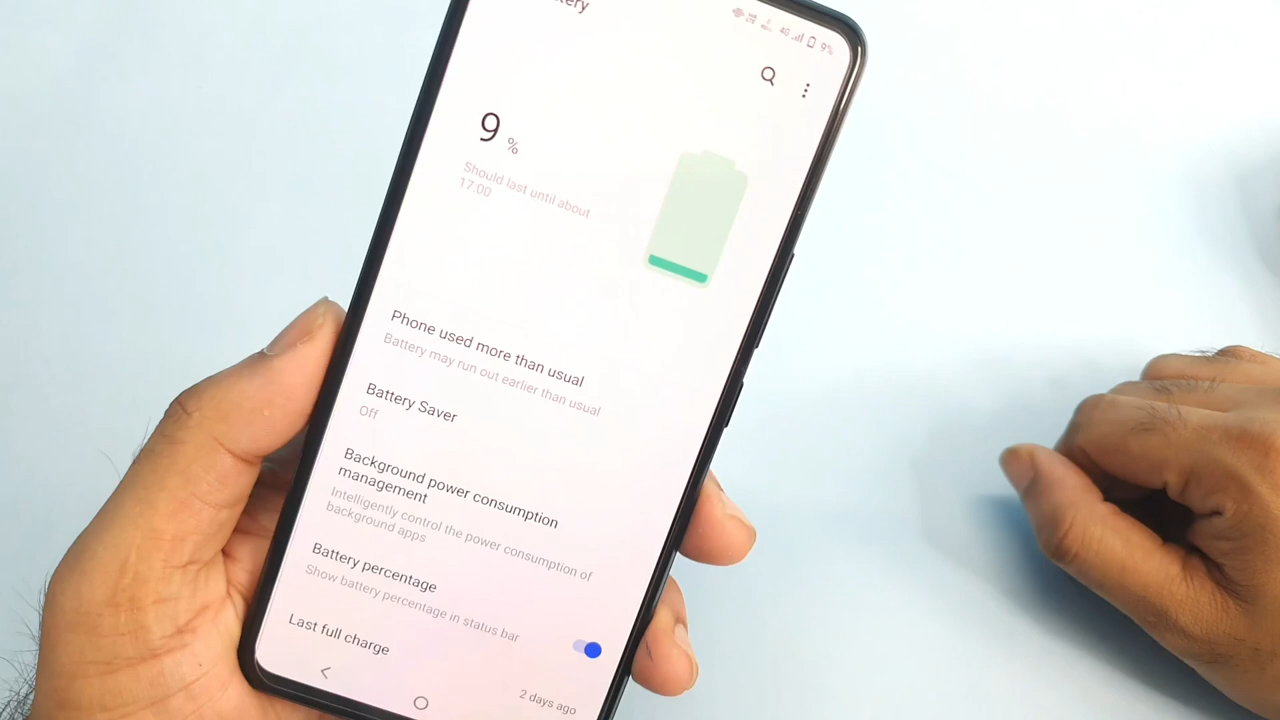 4G 9%
9 %
Should last until about
17:00
Phone used more than usual
Battery may run out earlier than usual
Battery Saver
Off
Background power consumption
management
Intelligently control the power consumption of
background apps
Battery percentage
Show battery percentage in status bar
Last full charge
2 days ago